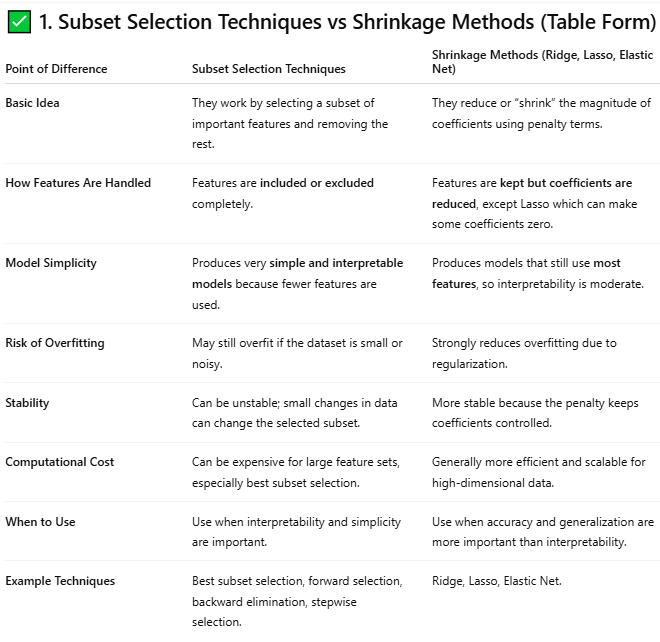 ✅ 1. Subset Selection Techniques vs Shrinkage Methods (Table Form)
Point of Difference
Subset Selection Techniques
Shrinkage Methods (Ridge, Lasso, Elastic
Net)
Basic Idea
They work by selecting a subset of
important features and removing the
rest.
They reduce or “shrink” the magnitude of
coefficients using penalty terms.
How Features Are Handled
Features are included or excluded
completely.
Features are kept but coefficients are
reduced, except Lasso which can make
some coefficients zero.
Model Simplicity
Produces very simple and interpretable
models because fewer features are
used.
Produces models that still use most
features, so interpretability is moderate.
Risk of Overfitting
May still overfit if the dataset is small or
noisy.
Strongly reduces overfitting due to
regularization.
Stability
Can be unstable; small changes in data
can change the selected subset.
More stable because the penalty keeps
coefficients controlled.
Computational Cost
Can be expensive for large feature sets,
especially best subset selection.
Generally more efficient and scalable for
high-dimensional data.
When to Use
Use when interpretability and simplicity
are important.
Use when accuracy and generalization are
more important than interpretability.
Example Techniques
Best subset selection, forward selection,
backward elimination, stepwise
selection.
Ridge, Lasso, Elastic Net.